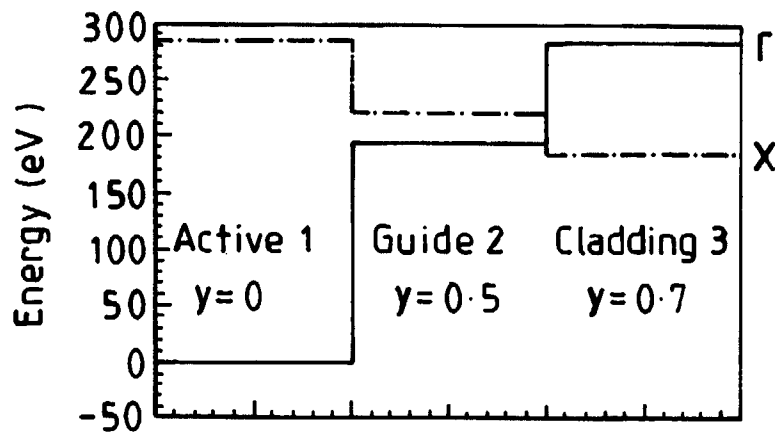 Energy (eV)
300
250
200
150
100
50
0
-50
Γ
X
Active 1
y=0
Guide 2
y=0·5
Cladding 3
y=0·7